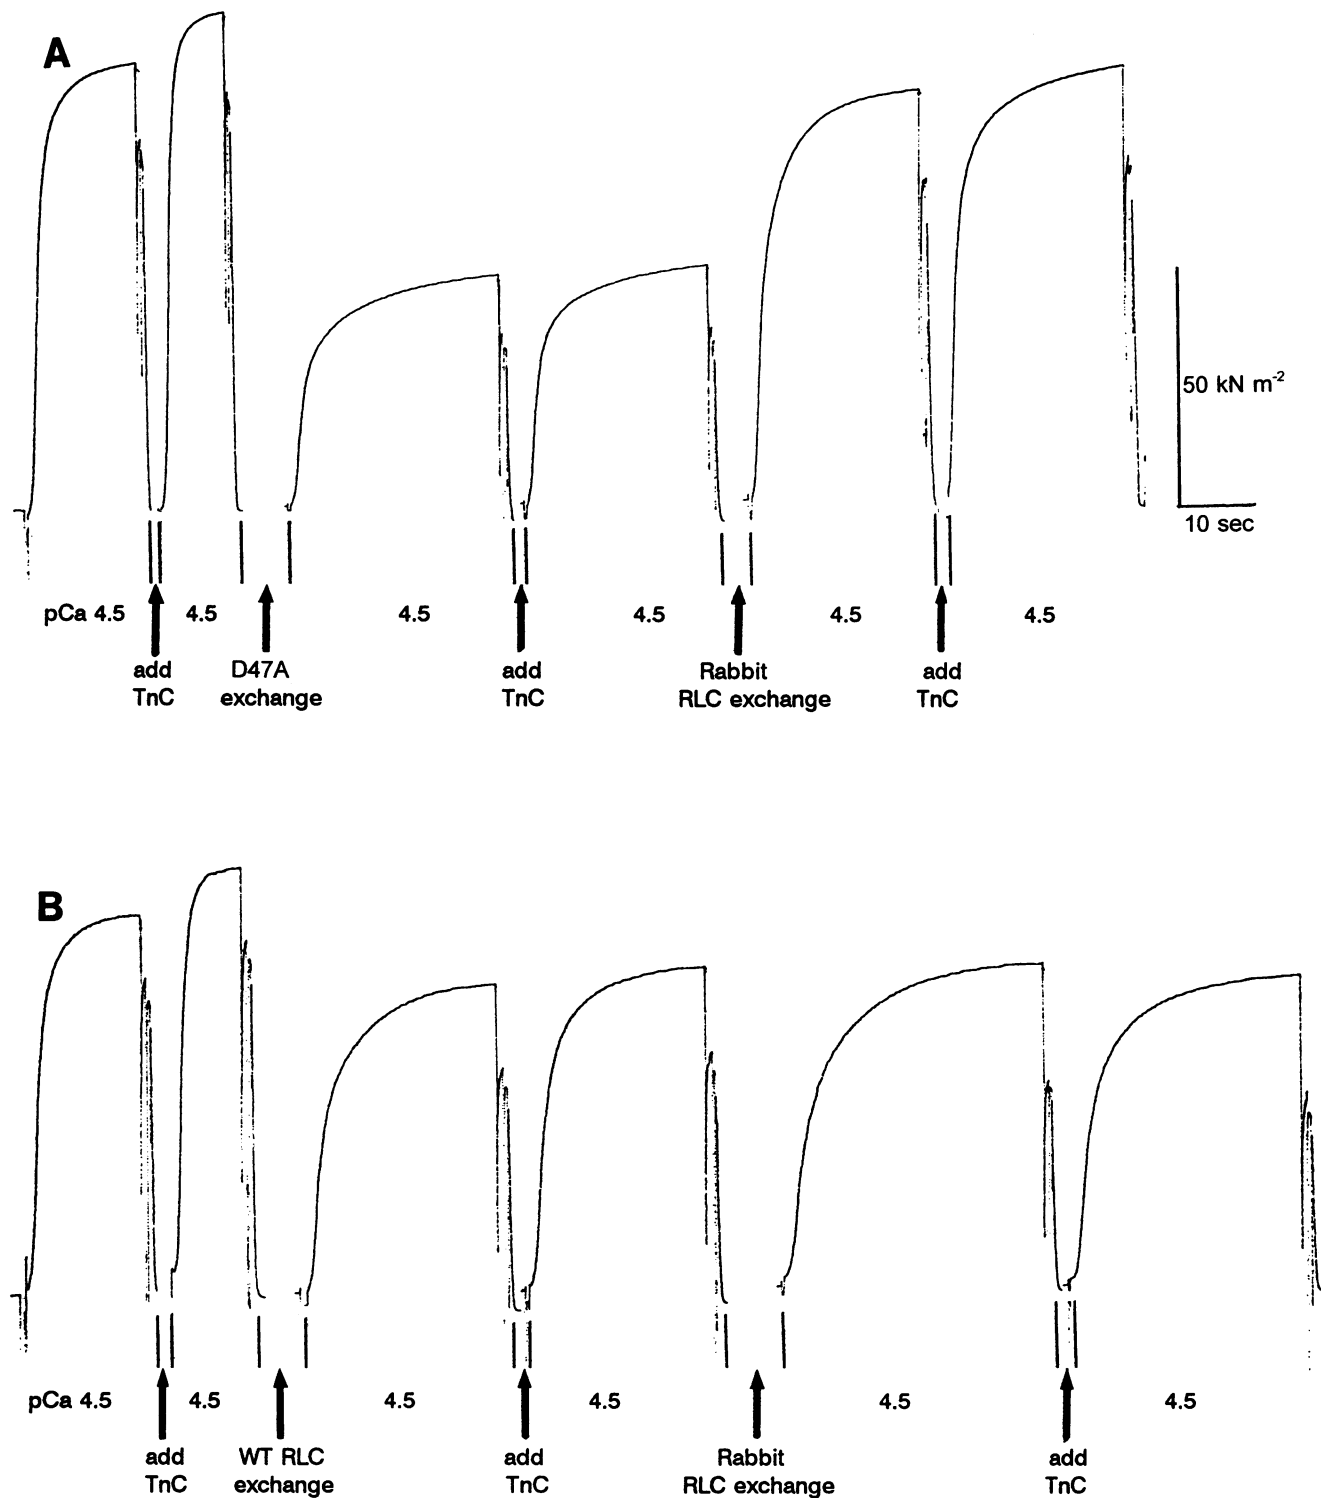 A
50 kN m-2
10 sec
pCa 4.5 4.5 4.5 4.5 4.5 4.5
add D47A add Rabbit add
TnC exchange TnC RLC exchange TnC
B
pCa 4.5 4.5 4.5 4.5 4.5 4.5
add WT RLC add Rabbit add
TnC exchange TnC RLC exchange TnC